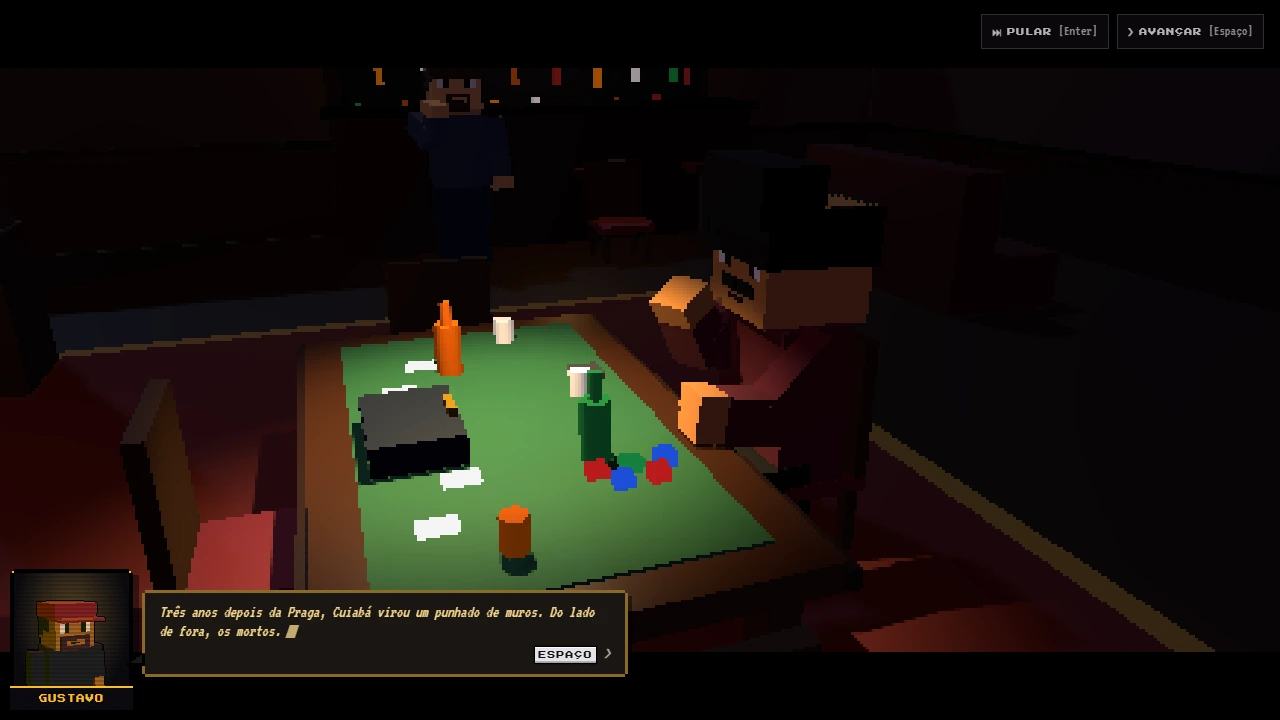 PULAR [Enter]
AVANÇAR [Espaço]
Três anos depois da Praga, Cuiabá virou um punhado de muros. Do lado
de fora, os mortos.
ESPAÇO
GUSTAVO